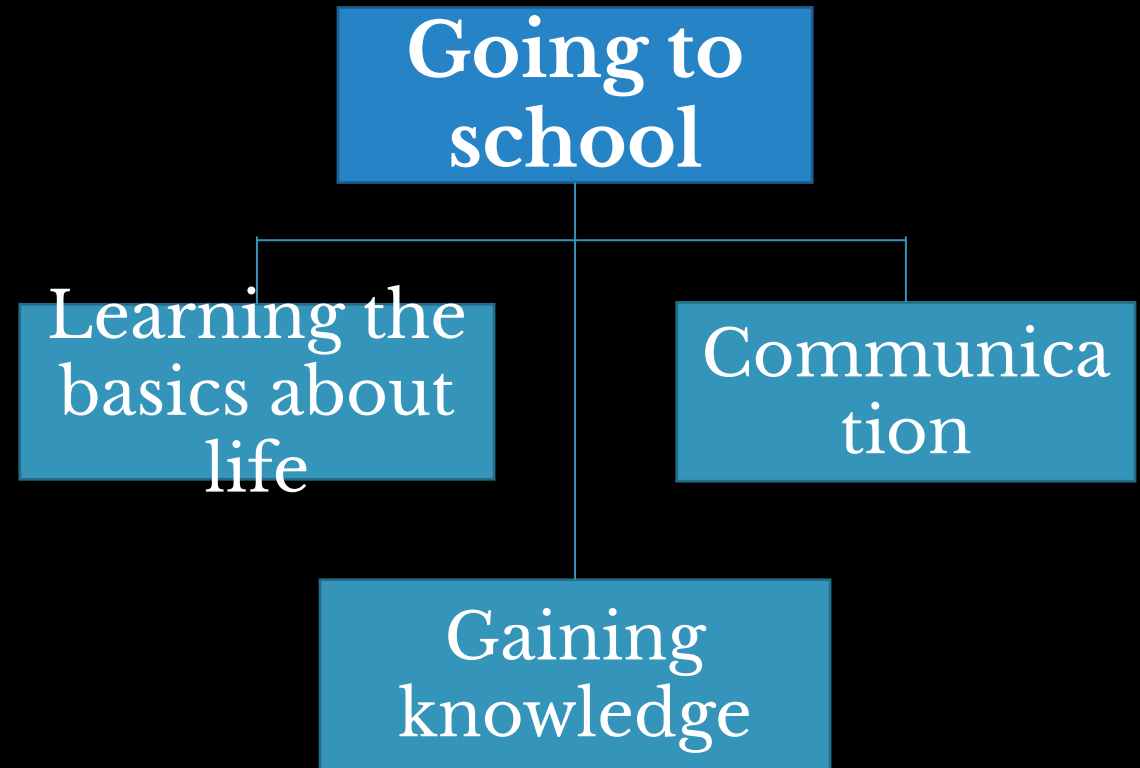 Going to
school
Learning the
basics about
life
Communica
tion
Gaining
knowledge